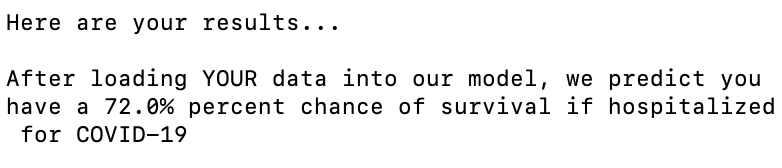 Here are your results...
After loading YOUR data into our model, we predict you
have a 72.0% percent chance of survival if hospitalized
for COVID-19